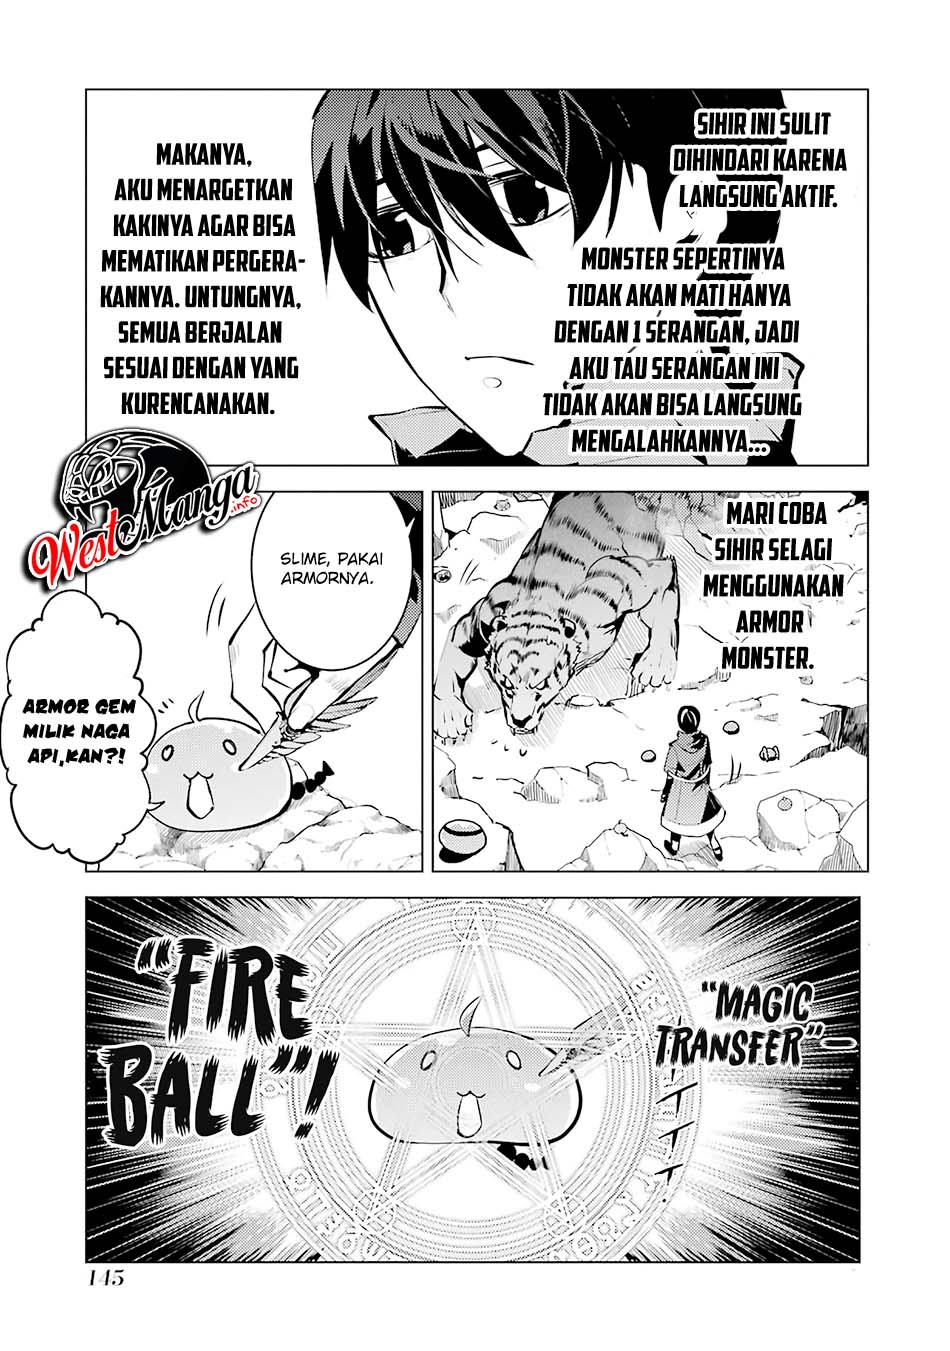 SIHIR INI SULIT
DIHINDARI KARENA
LANGSUNG AKTIF.
MONSTER SEPERTINYA
TIDAK AKAN MATI HANYA
DENGAN 1 SERANGAN, JADI
AKU TAU SERANGAN INI
TIDAK AKAN BISA LANGSUNG
MENGALAHKANNYA...
MAKANYA,
AKU MENARGETKAN
KAKINYA AGAR BISA
MEMATIKAN PERGERA-
KANNYA. UNTUNGNYA,
SEMUA BERJALAN
SESUAI DENGAN YANG
KURENCANAKAN.
MARI COBA
SIHIR SELAGI
MENGGUNAKAN
ARMOR
MONSTER.
WestManga
.info
SLIME, PAKAI
ARMORNYA.
ARMOR GEM
MILIK NAGA
API,KAN?!
"MAGIC
TRANSFER"-
"FIRE
BALL"!
145